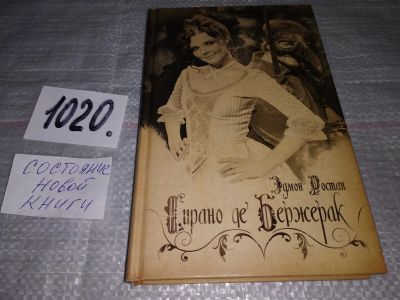 1020.
СОСТОЯНИЕ
НОВОЙ
КНИГИ
Эдмон Ростан
Сирано де Бержерак